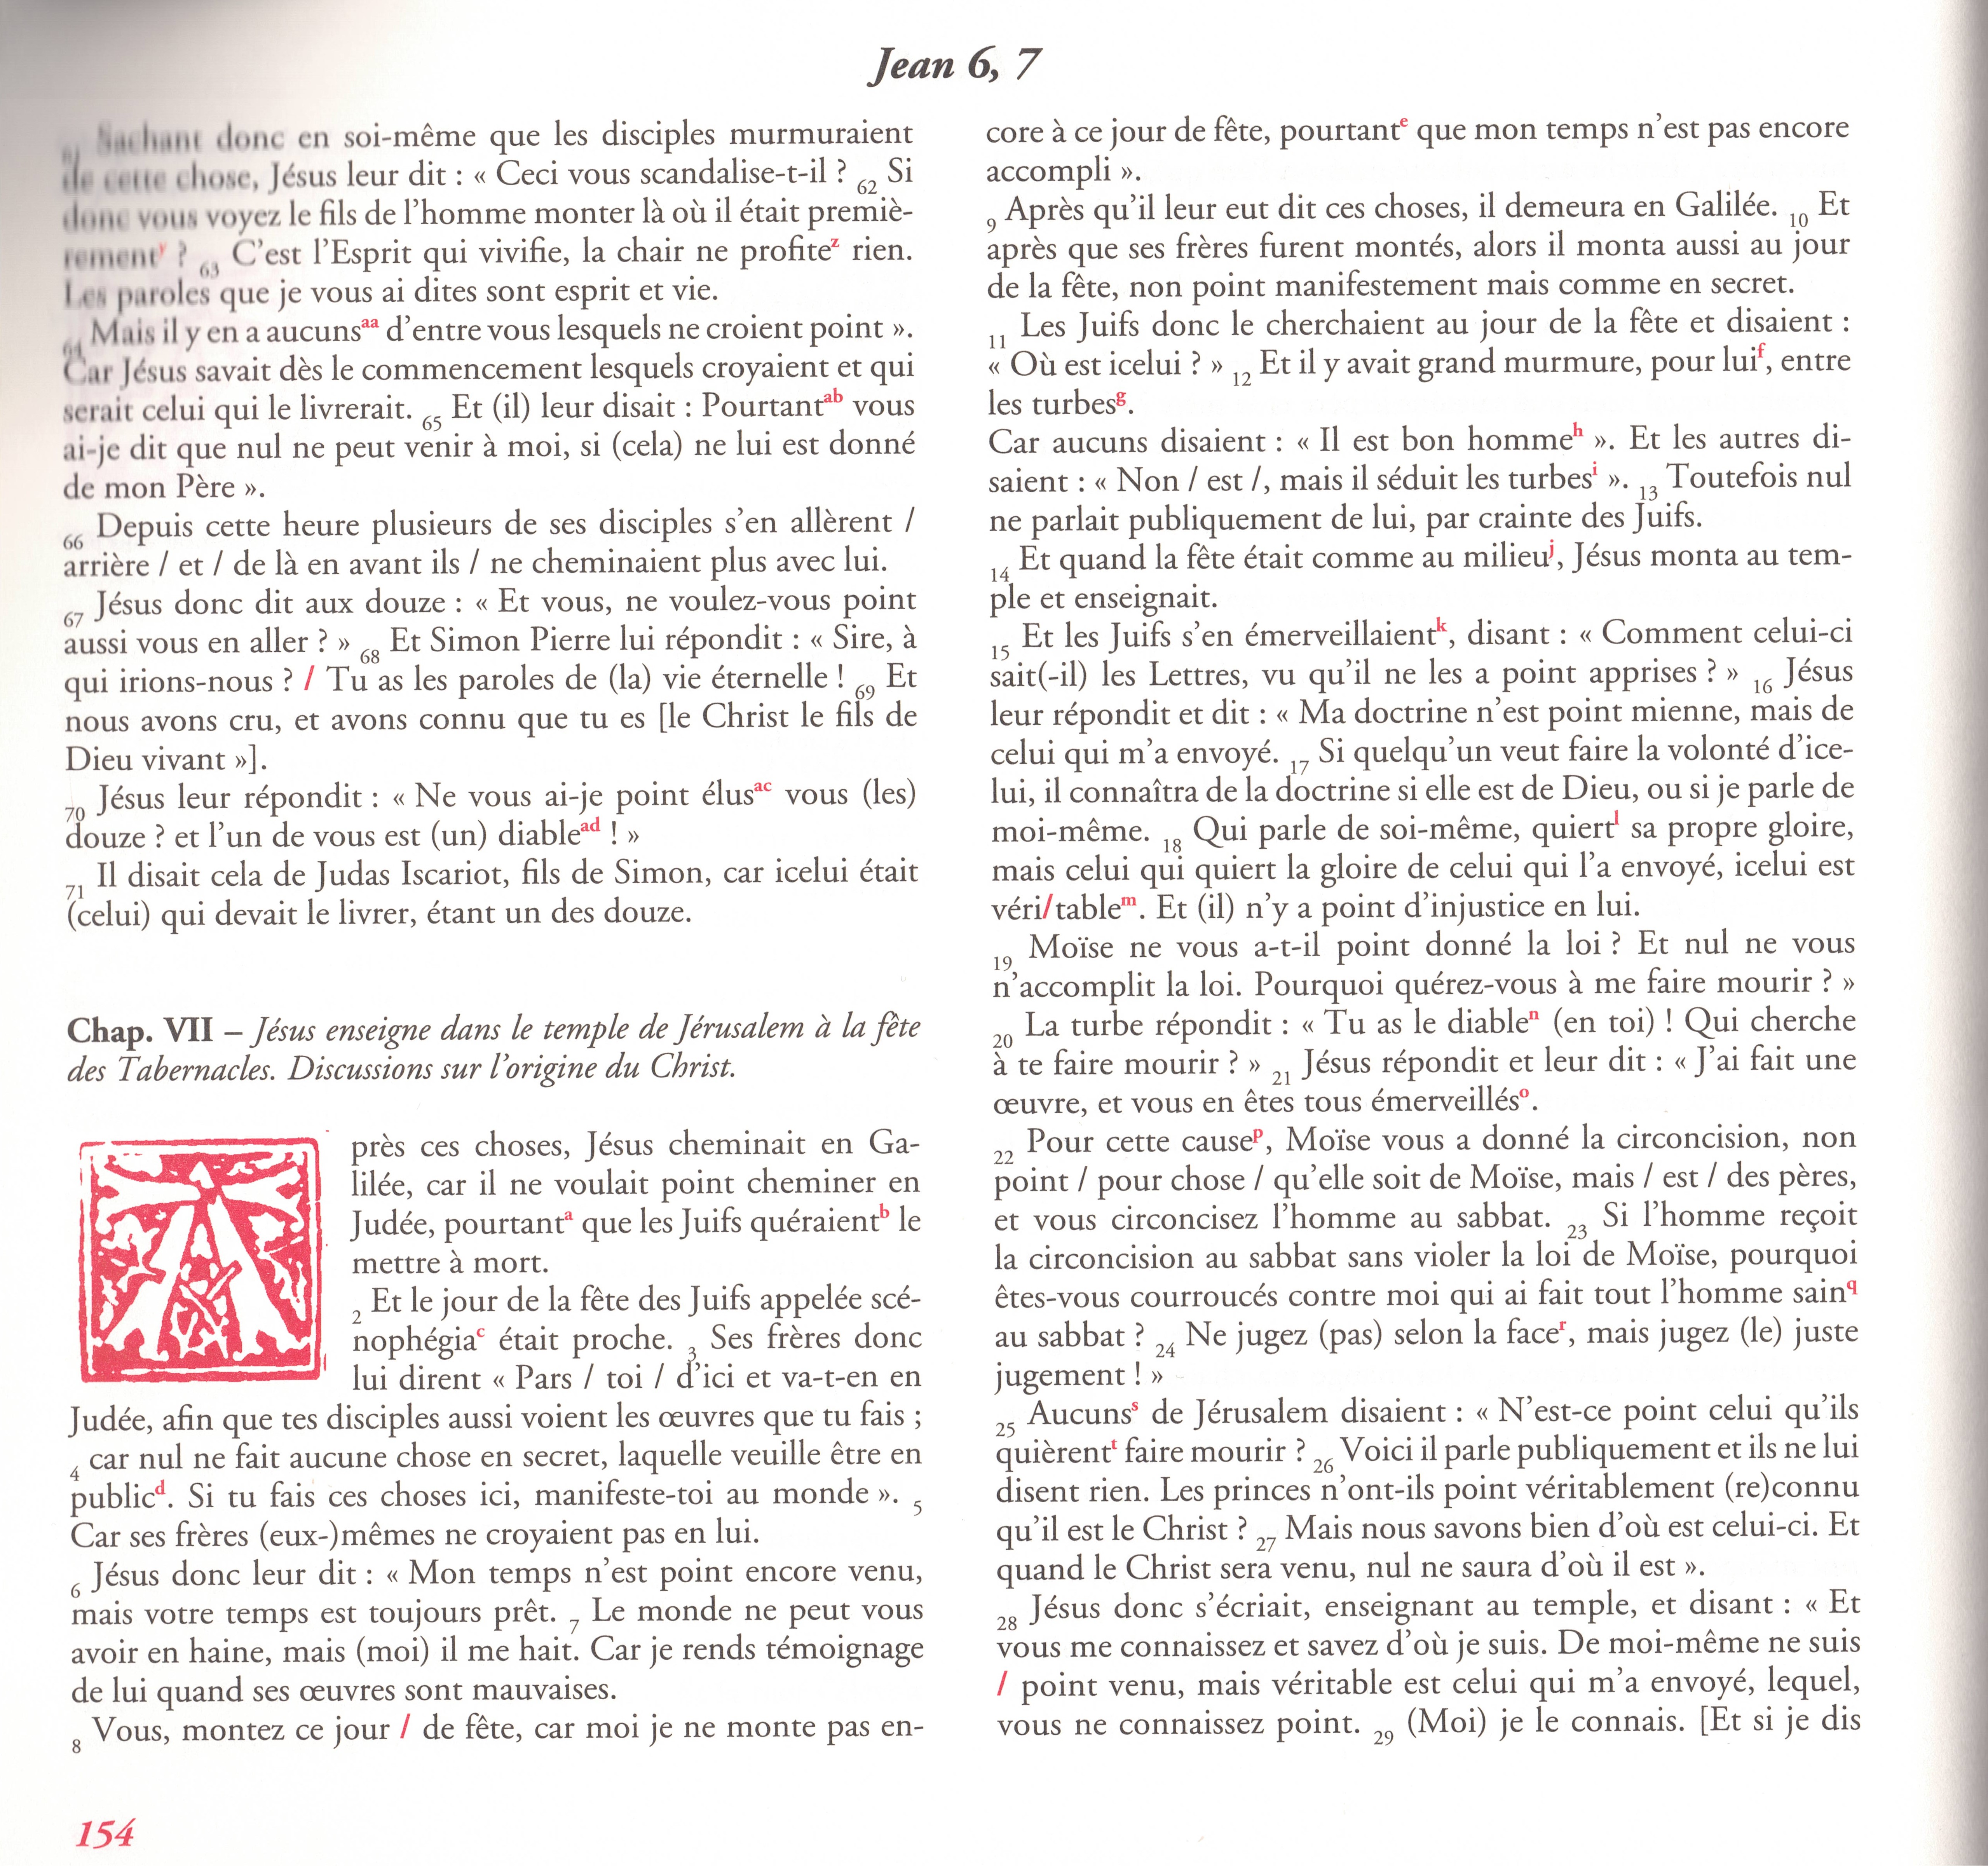 Jean 6, 7
61 Sachant donc en soi-même que les disciples murmuraient
de cette chose, Jésus leur dit : « Ceci vous scandalise-t-il ? 62 Si
donc vous voyez le fils de l'homme monter là où il était premiè-
rementy ? 63 C'est l'Esprit qui vivifie, la chair ne profitez rien.
Les paroles que je vous ai dites sont esprit et vie.
64 Mais il y en a aucunsaa d'entre vous lesquels ne croient point ».
Car Jésus savait dès le commencement lesquels croyaient et qui
serait celui qui le livrerait. 65 Et (il) leur disait : Pourtantab vous
ai-je dit que nul ne peut venir à moi, si (cela) ne lui est donné
de mon Père ».
66 Depuis cette heure plusieurs de ses disciples s'en allèrent /
arrière / et / de là en avant ils / ne cheminaient plus avec lui.
67 Jésus donc dit aux douze : « Et vous, ne voulez-vous point
aussi vous en aller ? » 68 Et Simon Pierre lui répondit : « Sire, à
qui irions-nous ? / Tu as les paroles de (la) vie éternelle ! 69 Et
nous avons cru, et avons connu que tu es [le Christ le fils de
Dieu vivant »].
70 Jésus leur répondit : « Ne vous ai-je point élusac vous (les)
douze ? et l'un de vous est (un) diablead ! »
71 Il disait cela de Judas Iscariot, fils de Simon, car icelui était
(celui) qui devait le livrer, étant un des douze.
Chap. VII – Jésus enseigne dans le temple de Jérusalem à la fête
des Tabernacles. Discussions sur l'origine du Christ.
A
près ces choses, Jésus cheminait en Ga-
lilée, car il ne voulait point cheminer en
Judée, pourtanta que les Juifs quéraientb le
mettre à mort.
2 Et le jour de la fête des Juifs appelée scé-
nophégiac était proche. 3 Ses frères donc
lui dirent « Pars / toi / d'ici et va-t-en en
Judée, afin que tes disciples aussi voient les œuvres que tu fais ;
4 car nul ne fait aucune chose en secret, laquelle veuille être en
publicd. Si tu fais ces choses ici, manifeste-toi au monde ». 5
Car ses frères (eux-)mêmes ne croyaient pas en lui.
6 Jésus donc leur dit : « Mon temps n'est point encore venu,
mais votre temps est toujours prêt. 7 Le monde ne peut vous
avoir en haine, mais (moi) il me hait. Car je rends témoignage
de lui quand ses œuvres sont mauvaises.
8 Vous, montez ce jour / de fête, car moi je ne monte pas en-
core à ce jour de fête, pourtante que mon temps n'est pas encore
accompli ».
9 Après qu'il leur eut dit ces choses, il demeura en Galilée. 10 Et
après que ses frères furent montés, alors il monta aussi au jour
de la fête, non point manifestement mais comme en secret.
11 Les Juifs donc le cherchaient au jour de la fête et disaient :
« Où est icelui ? » 12 Et il y avait grand murmure, pour luif, entre
les turbesg.
Car aucuns disaient : « Il est bon hommeh ». Et les autres di-
saient : « Non / est /, mais il séduit les turbesi ». 13 Toutefois nul
ne parlait publiquement de lui, par crainte des Juifs.
14 Et quand la fête était comme au milieuj, Jésus monta au tem-
ple et enseignait.
15 Et les Juifs s'en émerveillaientk, disant : « Comment celui-ci
sait(-il) les Lettres, vu qu'il ne les a point apprises ? » 16 Jésus
leur répondit et dit : « Ma doctrine n'est point mienne, mais de
celui qui m'a envoyé. 17 Si quelqu'un veut faire la volonté d'ice-
lui, il connaîtra de la doctrine si elle est de Dieu, ou si je parle de
moi-même. 18 Qui parle de soi-même, quiertl sa propre gloire,
mais celui qui quiert la gloire de celui qui l'a envoyé, icelui est
véri/tablem. Et (il) n'y a point d'injustice en lui.
19 Moïse ne vous a-t-il point donné la loi ? Et nul ne vous
n'accomplit la loi. Pourquoi quérez-vous à me faire mourir ? »
20 La turbe répondit : « Tu as le diablen (en toi) ! Qui cherche
à te faire mourir ? » 21 Jésus répondit et leur dit : « J'ai fait une
œuvre, et vous en êtes tous émerveilléso.
22 Pour cette causep, Moïse vous a donné la circoncision, non
point / pour chose / qu'elle soit de Moïse, mais / est / des pères,
et vous circoncisez l'homme au sabbat. 23 Si l'homme reçoit
la circoncision au sabbat sans violer la loi de Moïse, pourquoi
êtes-vous courroucés contre moi qui ai fait tout l'homme sainq
au sabbat ? 24 Ne jugez (pas) selon la facer, mais jugez (le) juste
jugement ! »
25 Aucunss de Jérusalem disaient : « N'est-ce point celui qu'ils
quièrentt faire mourir ? 26 Voici il parle publiquement et ils ne lui
disent rien. Les princes n'ont-ils point véritablement (re)connu
qu'il est le Christ ? 27 Mais nous savons bien d'où est celui-ci. Et
quand le Christ sera venu, nul ne saura d'où il est ».
28 Jésus donc s'écriait, enseignant au temple, et disant : « Et
vous me connaissez et savez d'où je suis. De moi-même ne suis
/ point venu, mais véritable est celui qui m'a envoyé, lequel,
vous ne connaissez point. 29 (Moi) je le connais. [Et si je dis
154